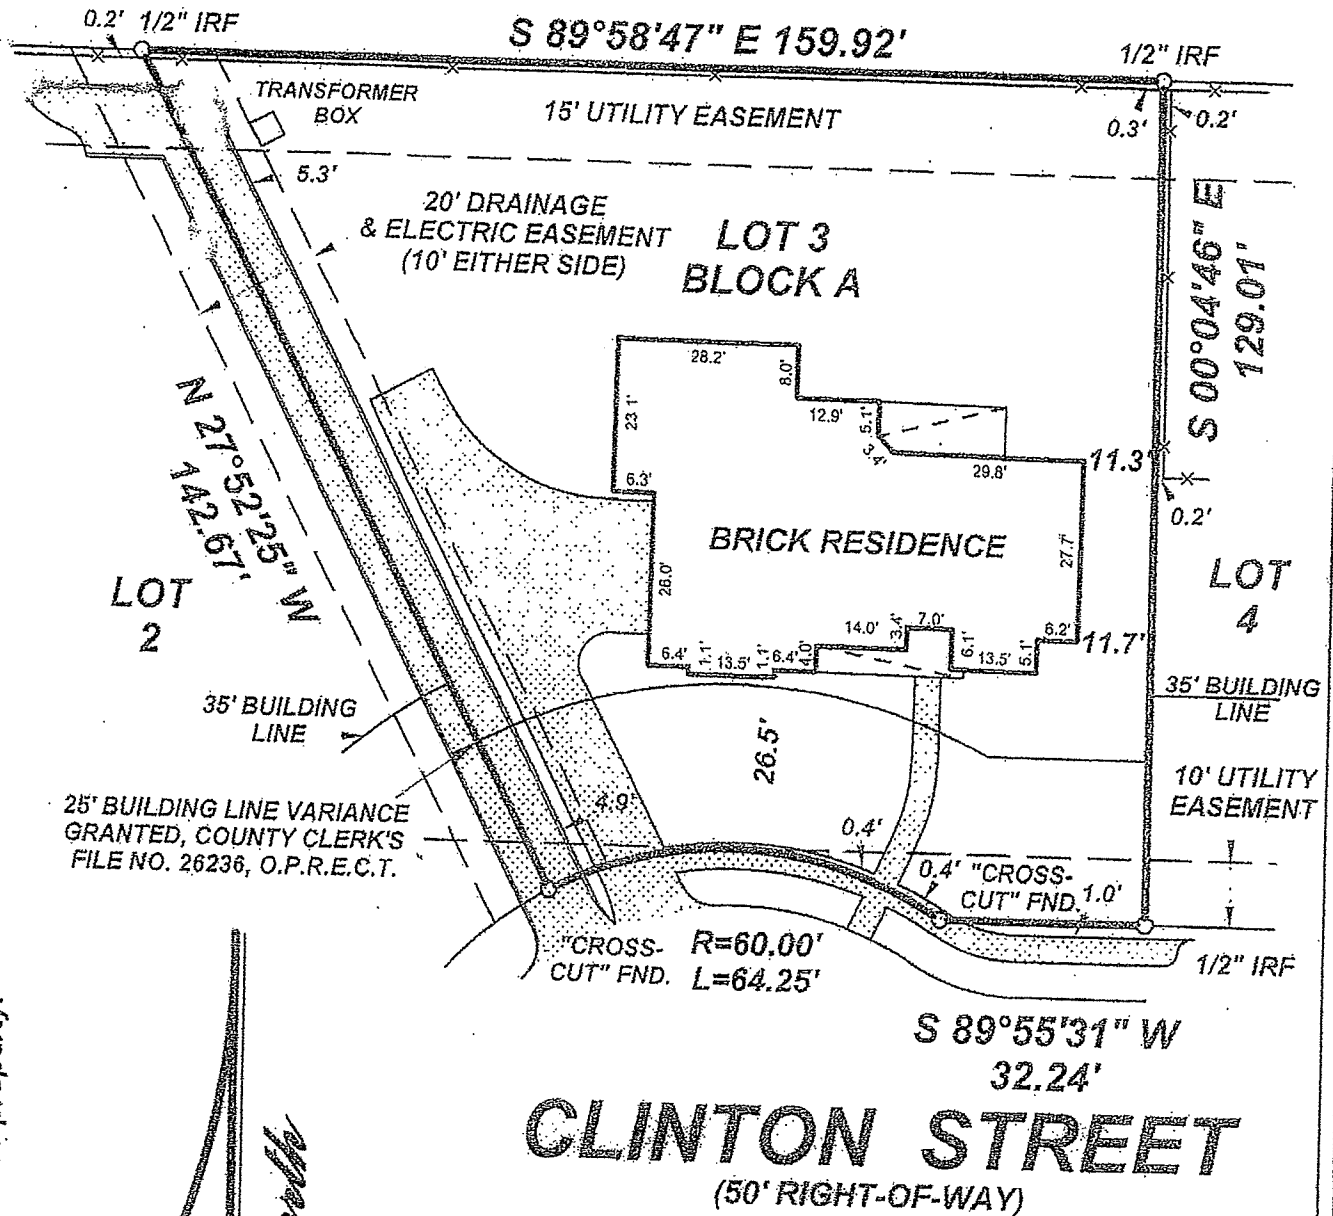 0.2' 1/2" IRF
S 89°58'47" E 159.92'
1/2" IRF
TRANSFORMER
BOX
15' UTILITY EASEMENT
0.3'
0.2'
5.3'
20' DRAINAGE
& ELECTRIC EASEMENT
(10' EITHER SIDE)
LOT 3
BLOCK A
S 00°04'46" E
129.01'
28.2'
8.0'
12.9'
5.1'
3.4'
29.8'
11.3'
23.1'
6.3'
0.2'
N 27°52'25" W
142.67'
BRICK RESIDENCE
27.7'
26.0'
LOT
2
LOT
4
14.0'
3.4'
7.0'
6.1'
13.5'
5.1'
6.2'
11.7'
6.4'
1.1'
13.5'
1.1'
6.4'
4.0'
35' BUILDING
LINE
35' BUILDING
LINE
26.5'
25' BUILDING LINE VARIANCE
GRANTED, COUNTY CLERK'S
FILE NO. 26236, O.P.R.E.C.T.
4.9'
10' UTILITY
EASEMENT
0.4'
0.4' "CROSS-
CUT" FND.
1.0'
"CROSS-
CUT" FND.
R=60.00'
L=64.25'
1/2" IRF
S 89°55'31" W
32.24'
CLINTON STREET
(50' RIGHT-OF-WAY)